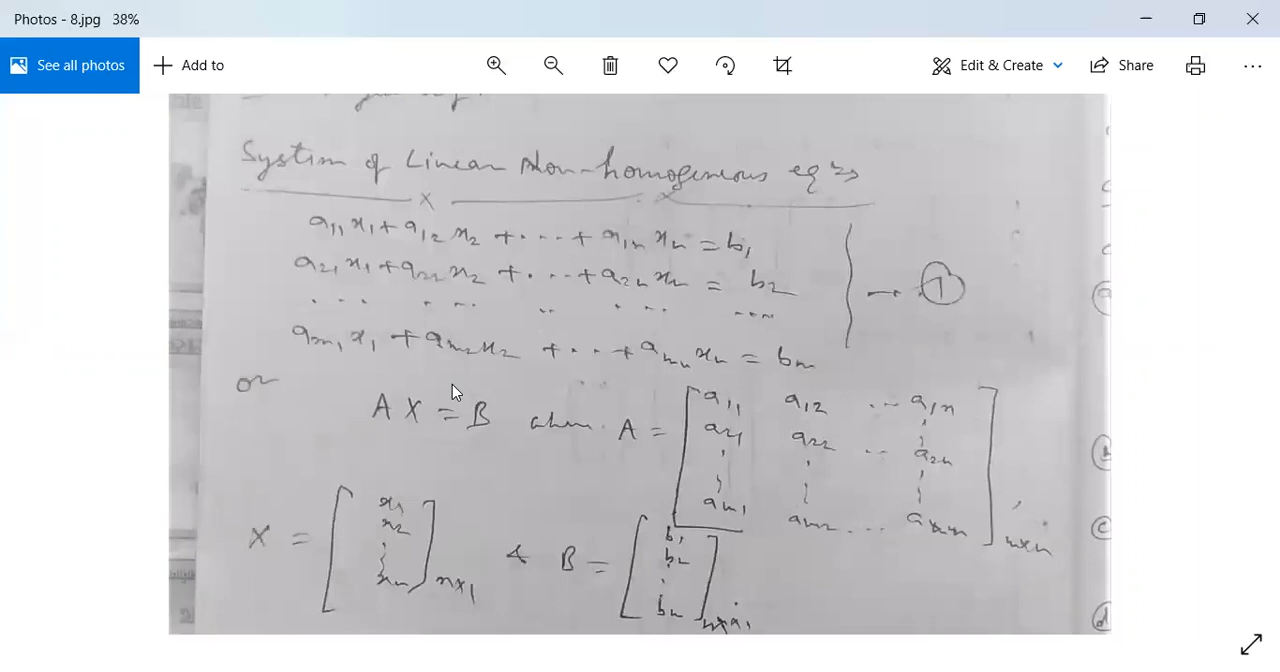 Photos - 8.jpg 38%
See all photos
Add to
Edit & Create
Share
System of Linear Non-homogeneous eqns
a11 x1 + a12 x2 + .... + a1n xn = b1
a21 x1 + a22 x2 + .... + a2n xn = b2
... ... .. ... ....
am1 x1 + am2 x2 + ... + amn xn = bm
→ 1
or
A X = B where A = [ a11 a12 ... a1n
a21 a22 .. a2n
am1 am2 ... amn ] m×n
X = [ x1 x2 : xn ] n×1 & B = [ b1 b2 . bm ] m×1